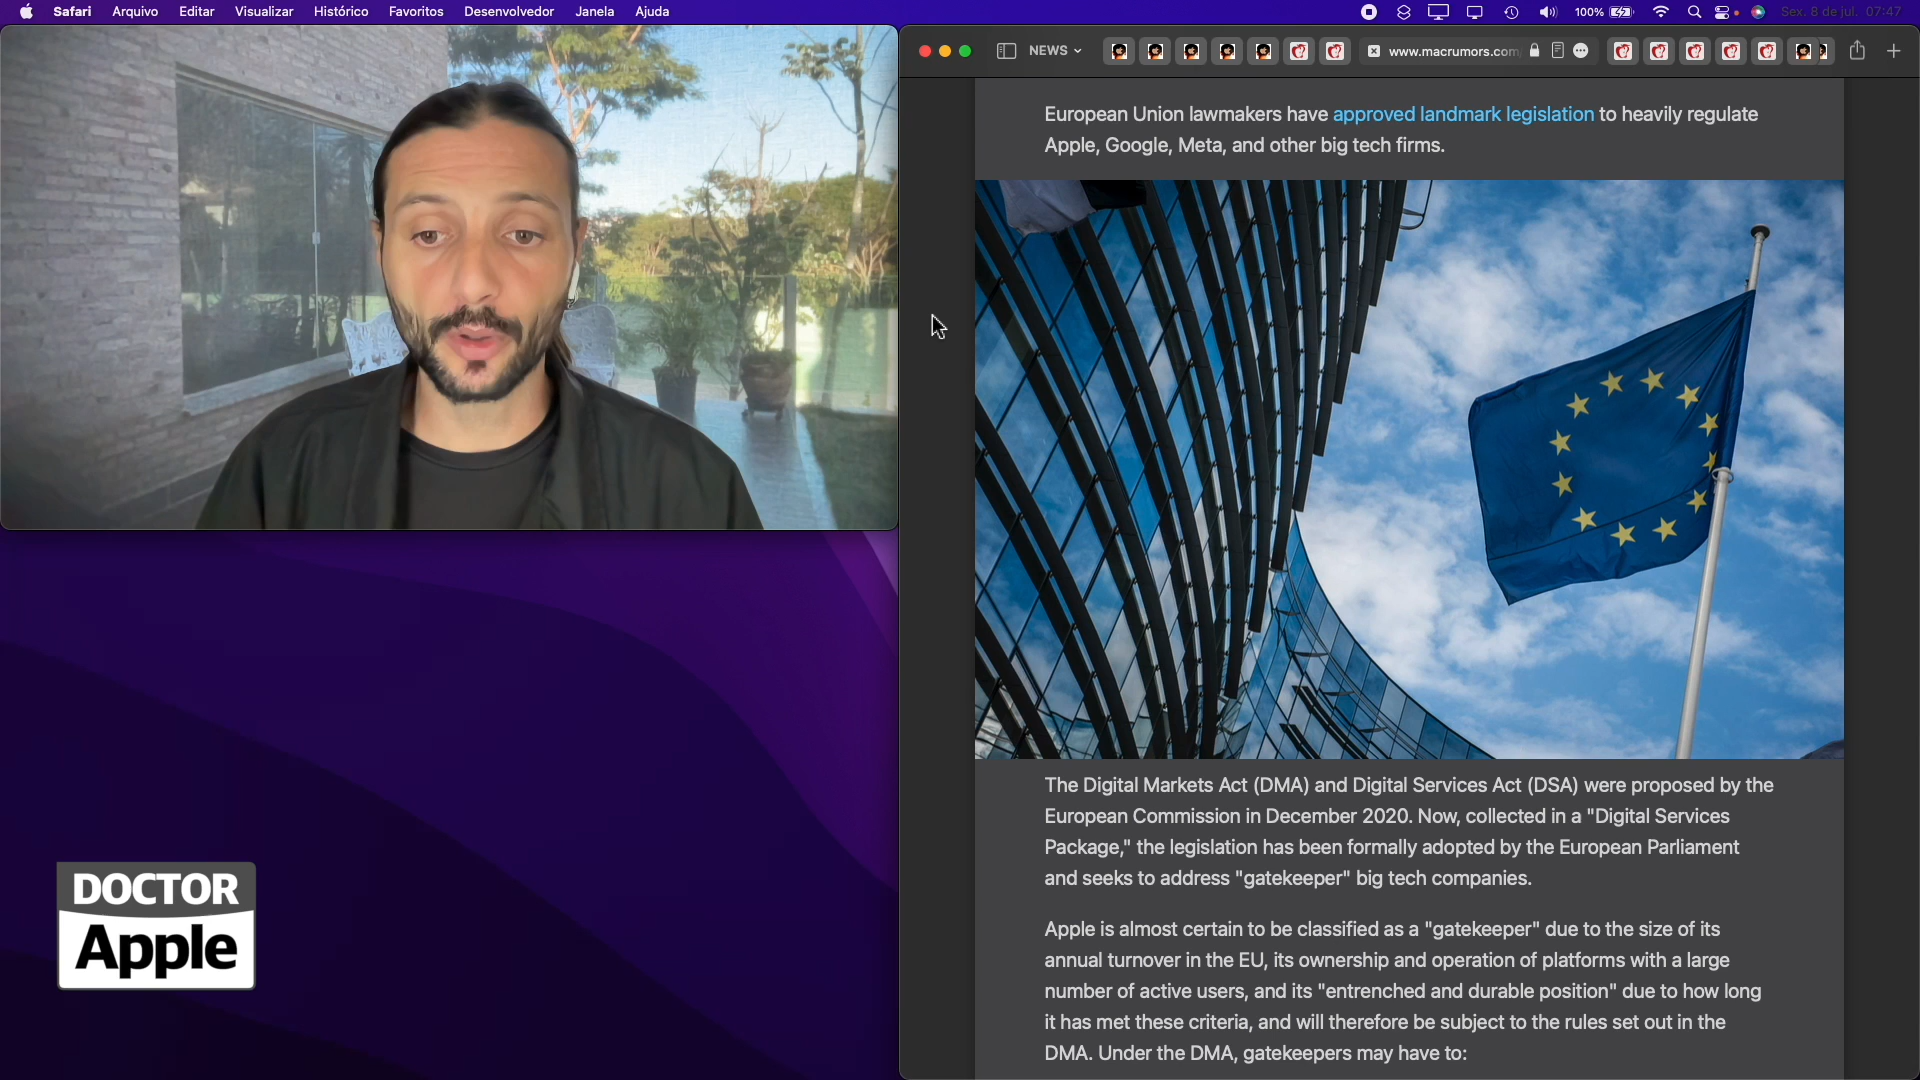 Safari Arquivo Editar Visualizar Histórico Favoritos Desenvolvedor Janela Ajuda
100%
Sex. 8 de jul. 07:47
NEWS
www.macrumors.com
European Union lawmakers have approved landmark legislation to heavily regulate
Apple, Google, Meta, and other big tech firms.
The Digital Markets Act (DMA) and Digital Services Act (DSA) were proposed by the
European Commission in December 2020. Now, collected in a "Digital Services
Package," the legislation has been formally adopted by the European Parliament
and seeks to address "gatekeeper" big tech companies.
Apple is almost certain to be classified as a "gatekeeper" due to the size of its
annual turnover in the EU, its ownership and operation of platforms with a large
number of active users, and its "entrenched and durable position" due to how long
it has met these criteria, and will therefore be subject to the rules set out in the
DMA. Under the DMA, gatekeepers may have to:
DOCTOR
Apple